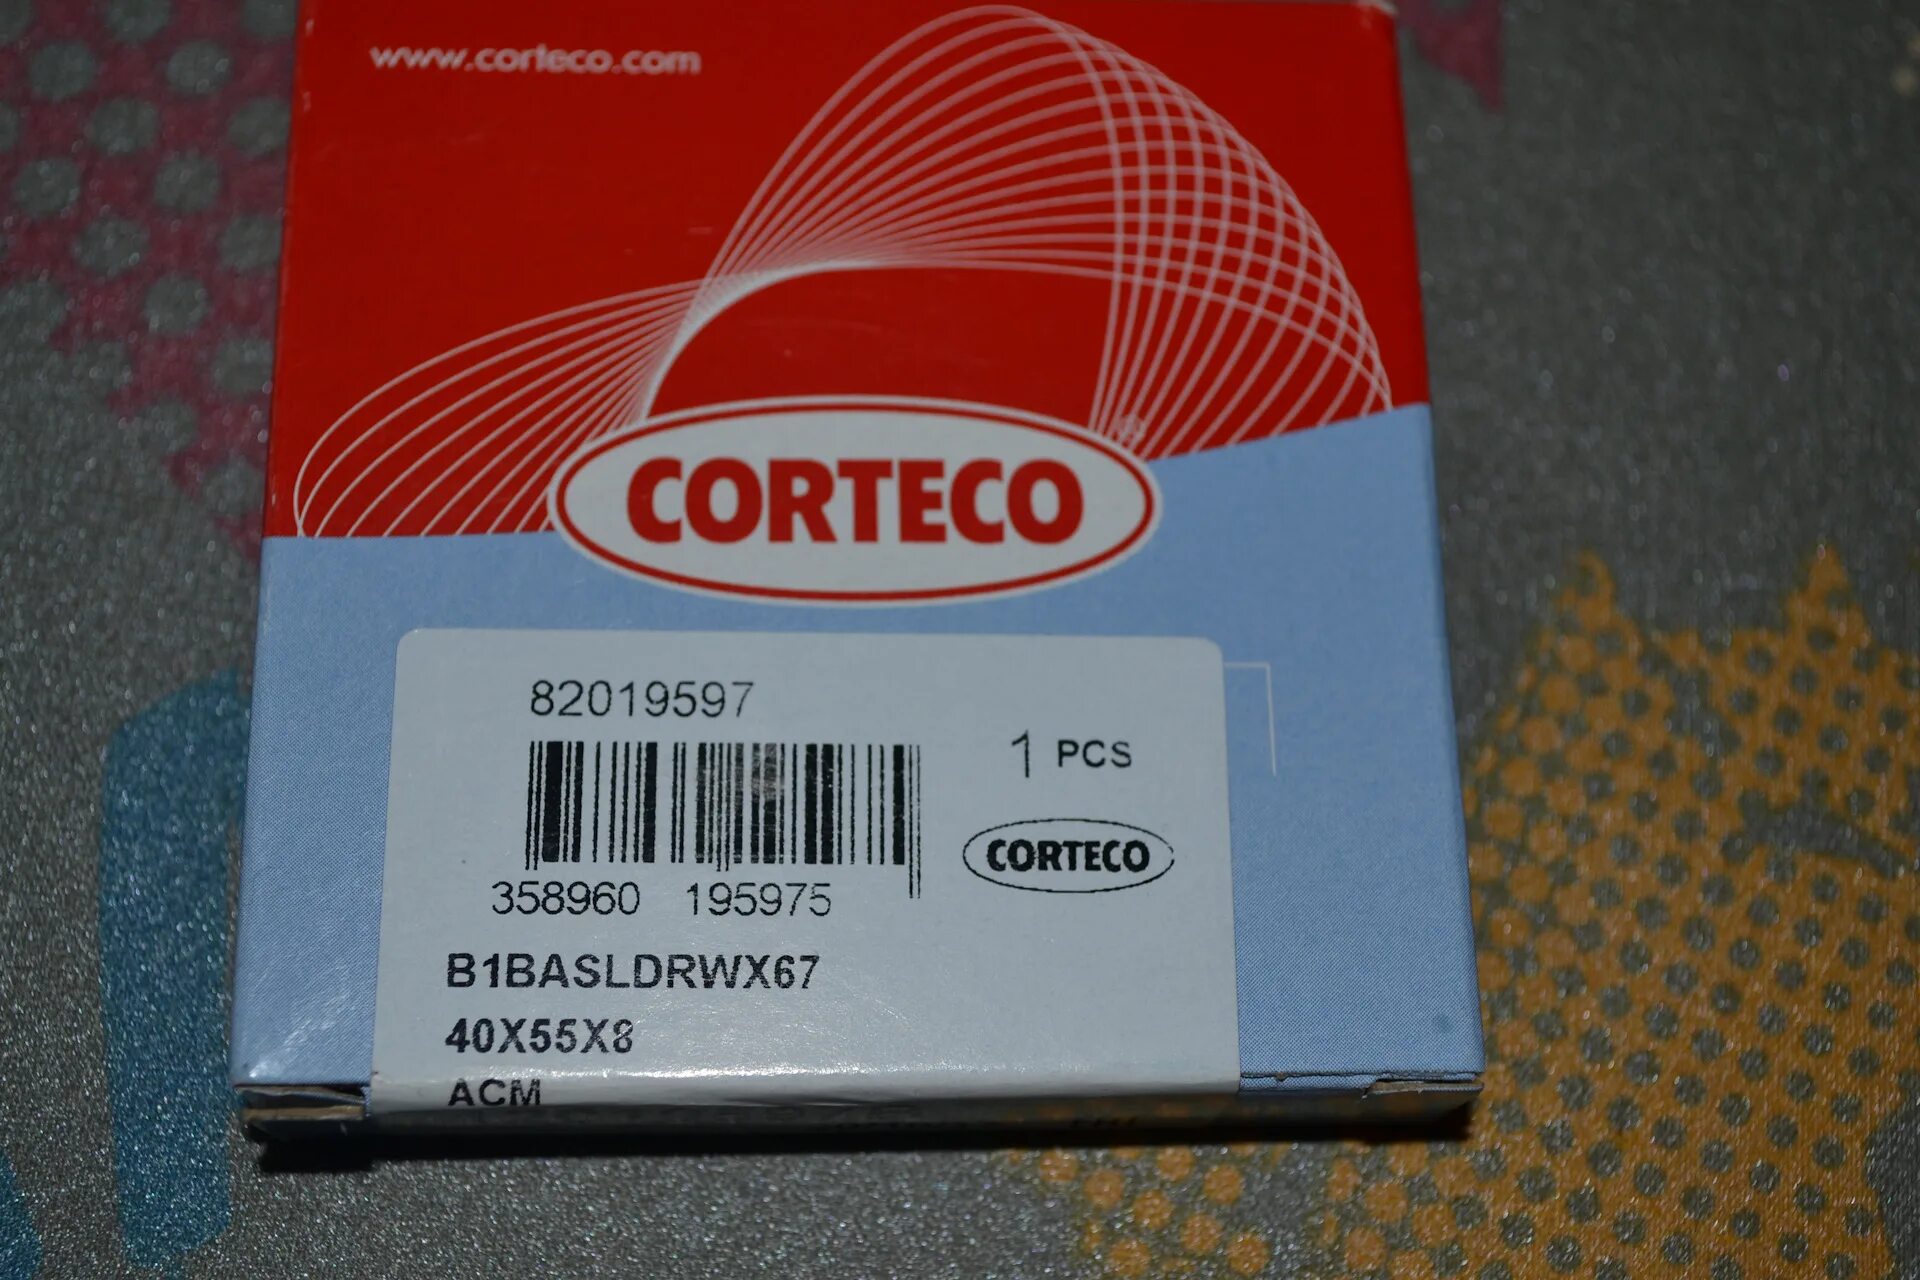 www.corteco.com
CORTECO
82019597
1 PCS
CORTECO
358960 195975
B1BASLDRWX67
40X55X8
ACM